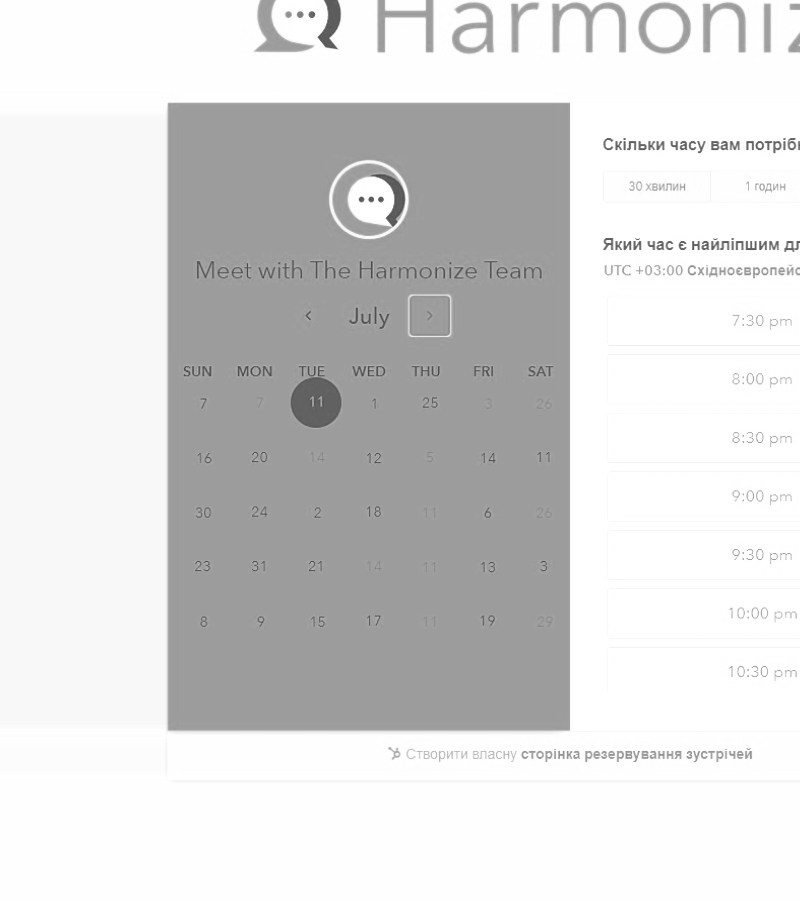 Harmoniz
Meet with The Harmonize Team
July
SUN MON TUE WED THU FRI SAT
7 7 11 1 25 3 26
16 20 14 12 5 14 11
30 24 2 18 11 6 26
23 31 21 14 11 13 3
8 9 15 17 11 19 29
Скільки часу вам потріб
30 хвилин 1 годин
Який час є найліпшим дл
UTC +03:00 Східноєвропейс
7:30 pm
8:00 pm
8:30 pm
9:00 pm
9:30 pm
10:00 pm
10:30 pm
Створити власну сторінка резервування зустрічей